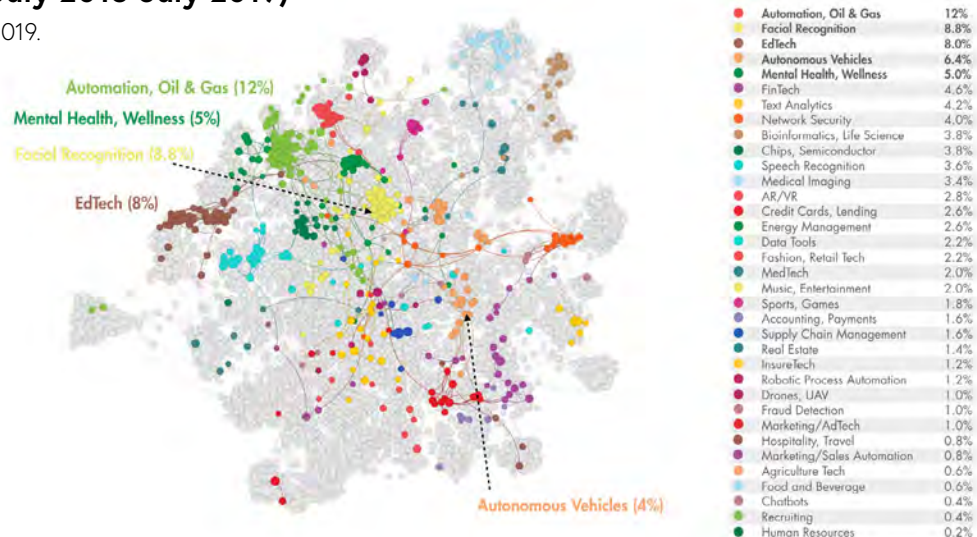 019.
Automation, Oil & Gas (12%)
Mental Health, Wellness (5%)
Facial Recognition (8.8%)
EdTech (8%)
Autonomous Vehicles (4%)
Automation, Oil & Gas 12%
Facial Recognition 8.8%
EdTech 8.0%
Autonomous Vehicles 6.4%
Mental Health, Wellness 5.0%
FinTech 4.6%
Text Analytics 4.2%
Network Security 4.0%
Bioinformatics, Life Science 3.8%
Chips, Semiconductor 3.8%
Speech Recognition 3.6%
Medical Imaging 3.4%
AR/VR 2.8%
Credit Cards, Lending 2.6%
Energy Management 2.6%
Data Tools 2.2%
Fashion, Retail Tech 2.2%
MedTech 2.0%
Music, Entertainment 2.0%
Sports, Games 1.8%
Accounting, Payments 1.6%
Supply Chain Management 1.6%
Real Estate 1.4%
InsureTech 1.2%
Robotic Process Automation 1.2%
Drones, UAV 1.0%
Fraud Detection 1.0%
Marketing/AdTech 1.0%
Hospitality, Travel 0.8%
Marketing/Sales Automation 0.8%
Agriculture Tech 0.6%
Food and Beverage 0.6%
Chatbots 0.4%
Recruiting 0.4%
Human Resources 0.2%